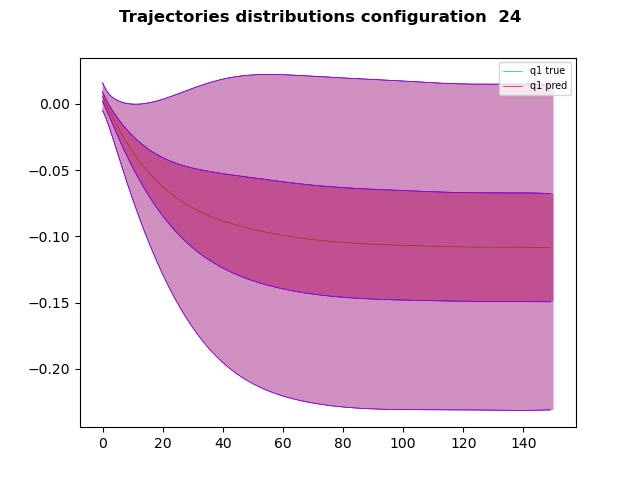 Trajectories distributions configuration  24
q1 true
q1 pred
0.00
−0.05
−0.10
−0.15
−0.20
0 20 40 60 80 100 120 140